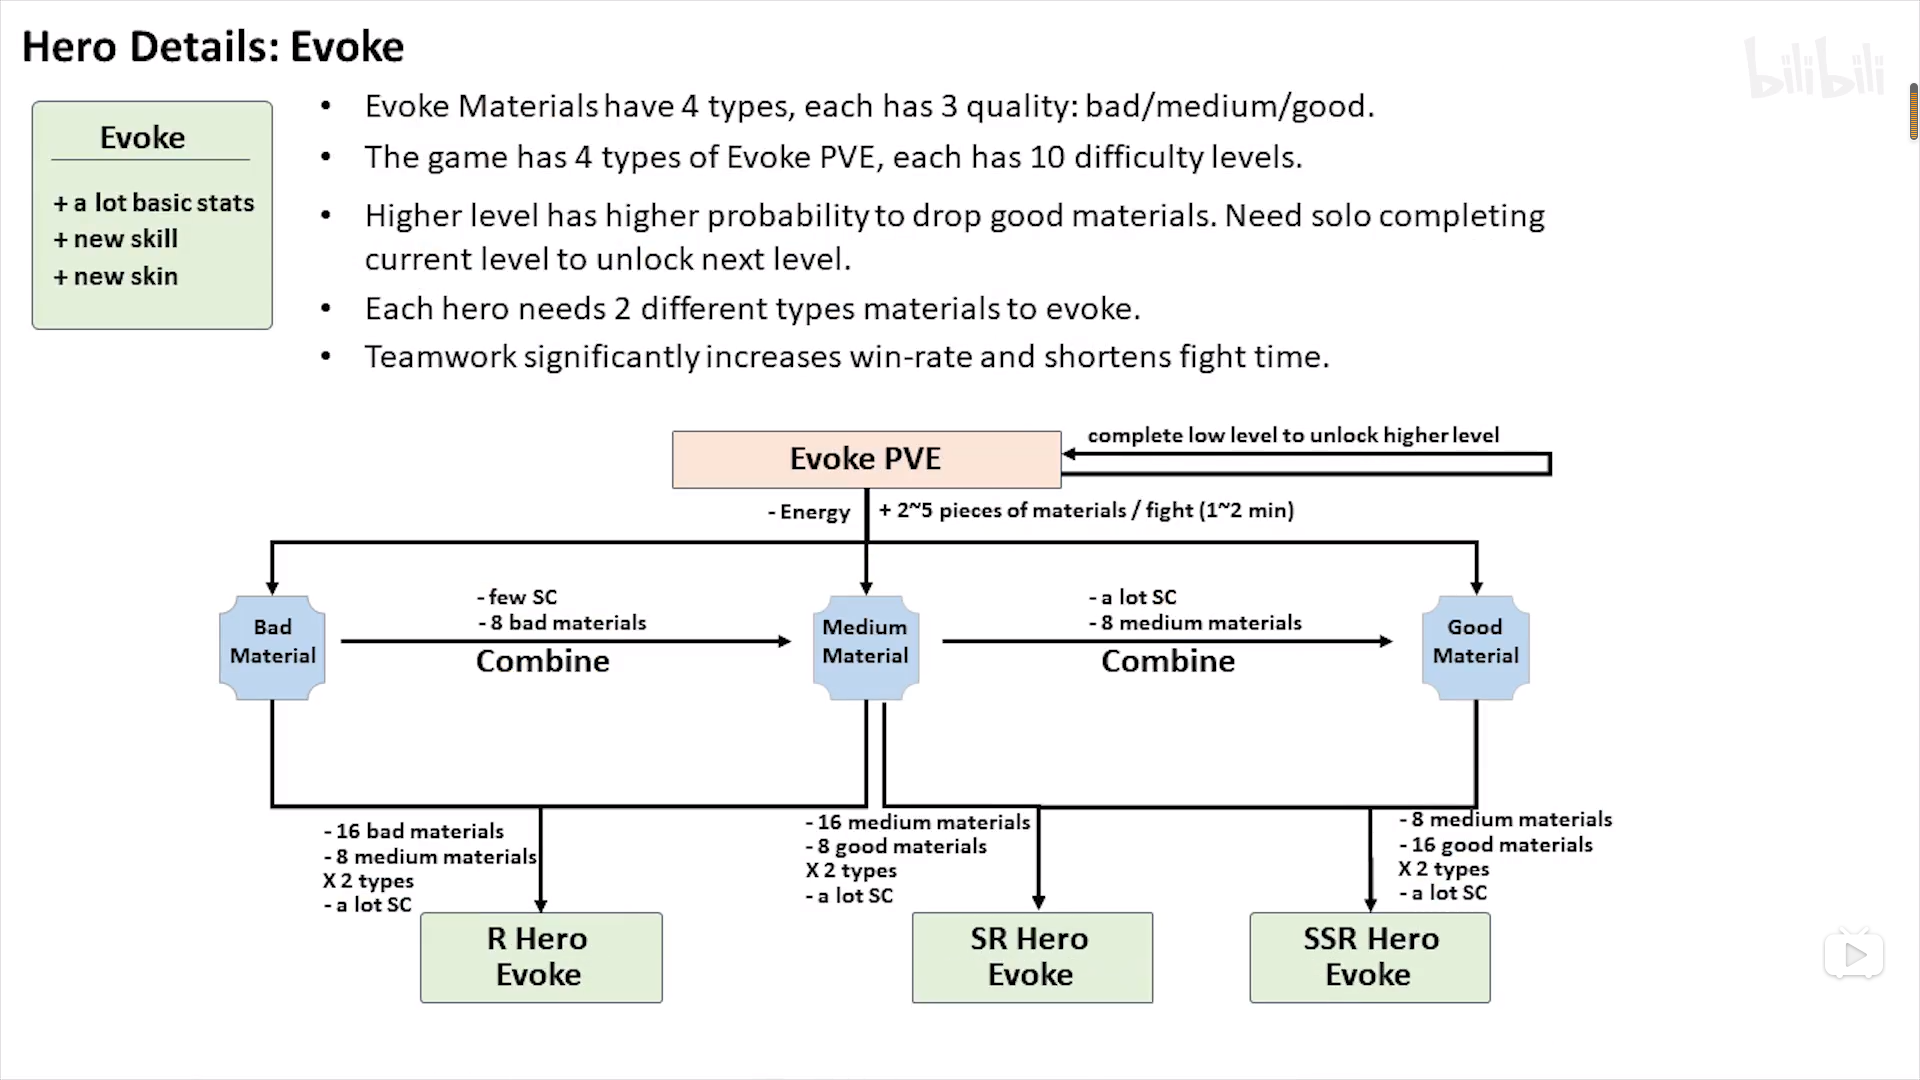 Hero Details: Evoke
bilibili
Evoke
+ a lot basic stats
+ new skill
+ new skin
• Evoke Materials have 4 types, each has 3 quality: bad/medium/good.
• The game has 4 types of Evoke PVE, each has 10 difficulty levels.
• Higher level has higher probability to drop good materials. Need solo completing
current level to unlock next level.
• Each hero needs 2 different types materials to evoke.
• Teamwork significantly increases win-rate and shortens fight time.
complete low level to unlock higher level
Evoke PVE
- Energy
+ 2~5 pieces of materials / fight (1~2 min)
Bad
Material
- few SC
- 8 bad materials
Combine
Medium
Material
- a lot SC
- 8 medium materials
Combine
Good
Material
- 16 bad materials
- 8 medium materials
X 2 types
- a lot SC
- 16 medium materials
- 8 good materials
X 2 types
- a lot SC
- 8 medium materials
- 16 good materials
X 2 types
- a lot SC
R Hero
Evoke
SR Hero
Evoke
SSR Hero
Evoke